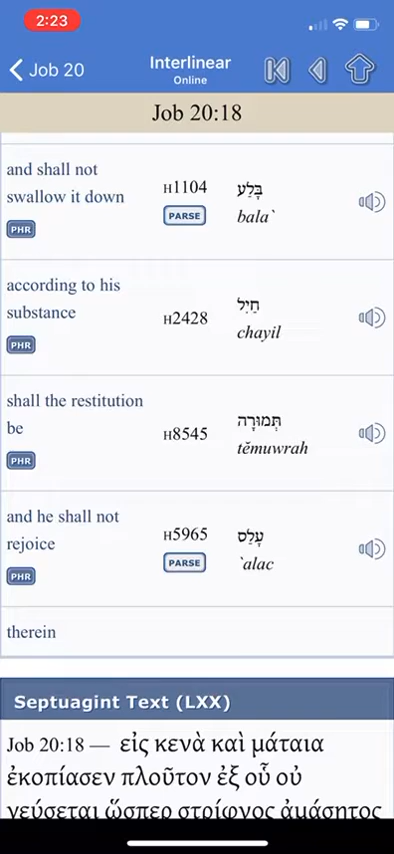 2:23
Job 20
Interlinear
Online
Job 20:18
and shall not
swallow it down
PHR
H1104
PARSE
בָּלַע
bala`
according to his
substance
PHR
H2428
חַיִל
chayil
shall the restitution
be
PHR
H8545
תְּמוּרָה
tĕmuwrah
and he shall not
rejoice
PHR
H5965
PARSE
עָלַס
`alac
therein
Septuagint Text (LXX)
Job 20:18 — εἰς κενὰ καὶ μάταια
ἐκοπίασεν πλοῦτον ἐξ οὗ οὐ
γεύσεται ὥσπερ στρίφνος ἀμάσητος